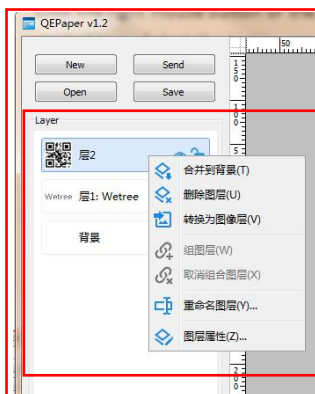 QEPaper v1.2
50
New
Send
Open
Save
Layer
层2
Wetree 层1: Wetree
背景
合并到背景(T)
删除图层(U)
转换为图像层(V)
组图层(W)
取消组合图层(X)
重命名图层(Y)...
图层属性(Z)...